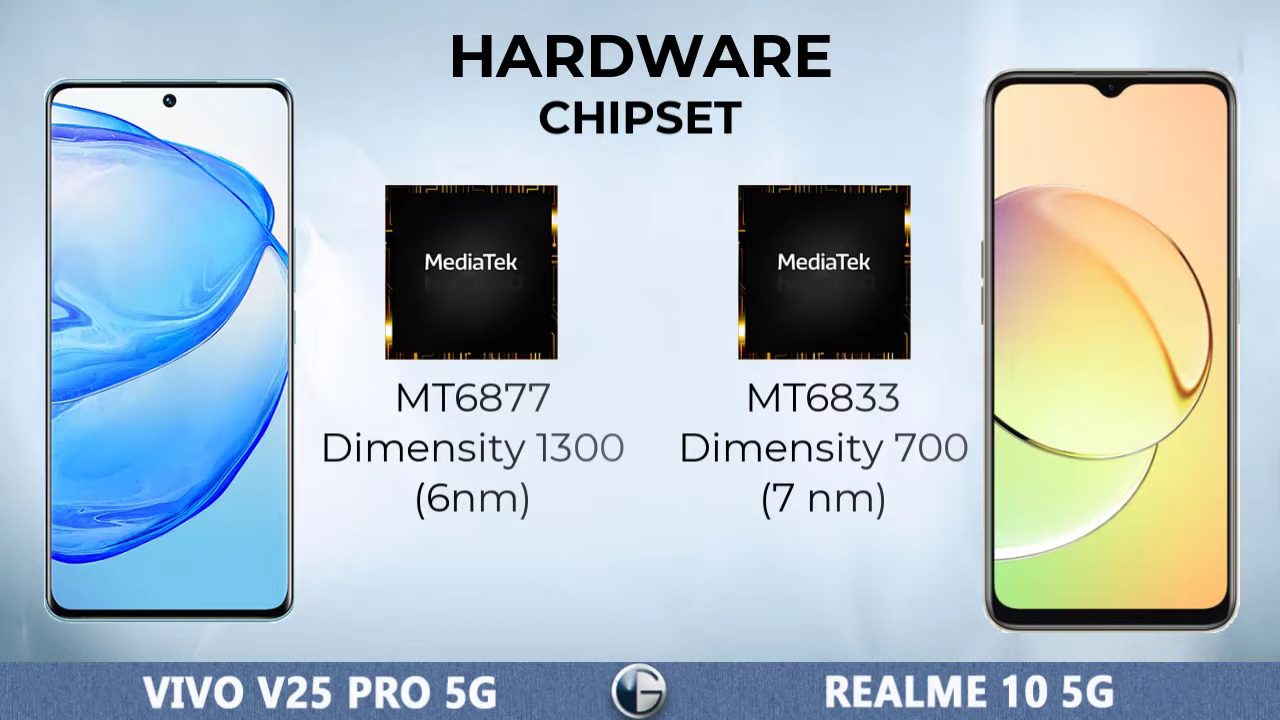 HARDWARE
CHIPSET
MediaTek
MT6877
Dimensity 1300
(6nm)
MediaTek
MT6833
Dimensity 700
(7 nm)
VIVO V25 PRO 5G
REALME 10 5G